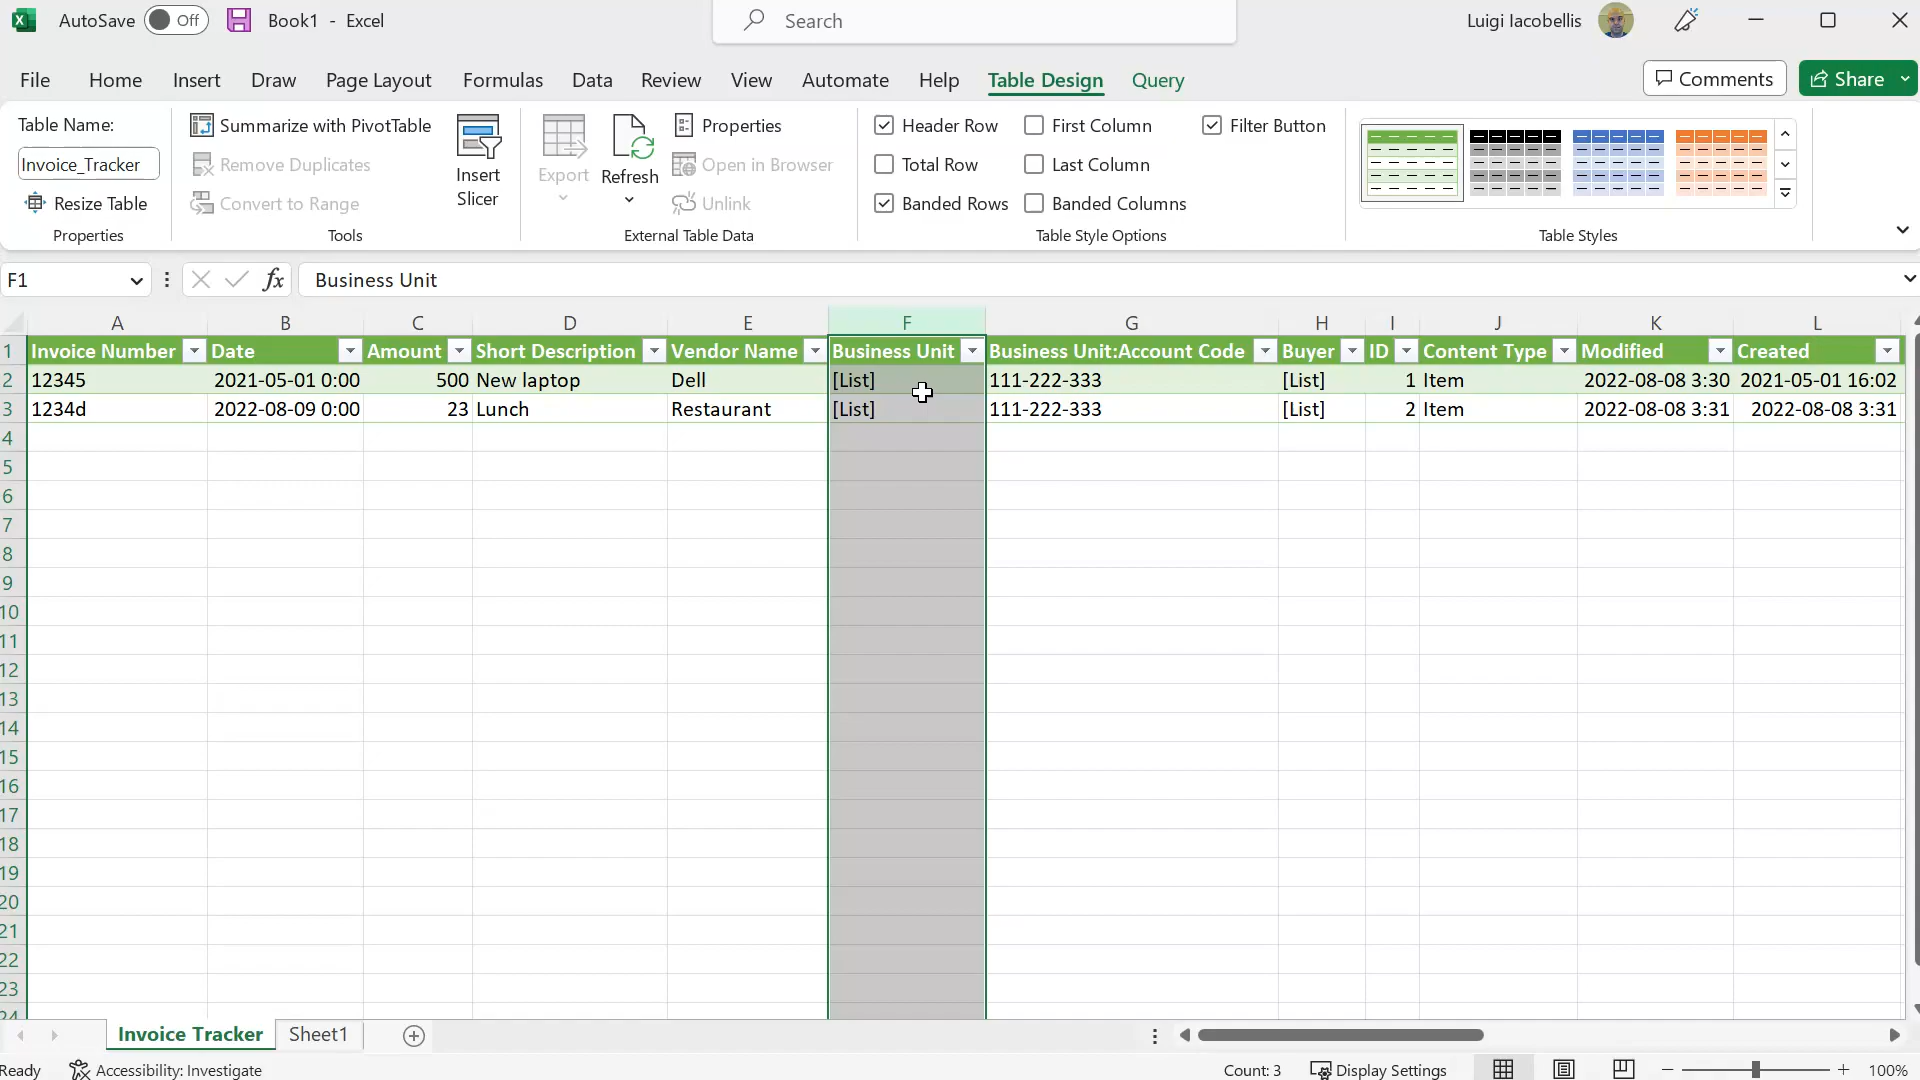 AutoSave Off Book1 - Excel Search Luigi Iacobellis
File Home Insert Draw Page Layout Formulas Data Review View Automate Help Table Design Query Comments Share
Table Name:
Invoice_Tracker
Resize Table
Properties
Summarize with PivotTable
Remove Duplicates
Convert to Range
Insert
Slicer
Tools
Export
Refresh
Properties
Open in Browser
Unlink
External Table Data
Header Row First Column Filter Button
Total Row Last Column
Banded Rows Banded Columns
Table Style Options
Table Styles
F1 fx Business Unit
A B C D E F G H I J K L
1 Invoice Number Date Amount Short Description Vendor Name Business Unit Business Unit:Account Code Buyer ID Content Type Modified Created
2 12345 2021-05-01 0:00 500 New laptop Dell [List] 111-222-333 [List] 1 Item 2022-08-08 3:30 2021-05-01 16:02
3 1234d 2022-08-09 0:00 23 Lunch Restaurant [List] 111-222-333 [List] 2 Item 2022-08-08 3:31 2022-08-08 3:31
4
5
6
7
8
9
10
11
12
13
14
15
16
17
18
19
20
21
22
23
24
Invoice Tracker Sheet1
Ready Accessibility: Investigate Count: 3 Display Settings 100%